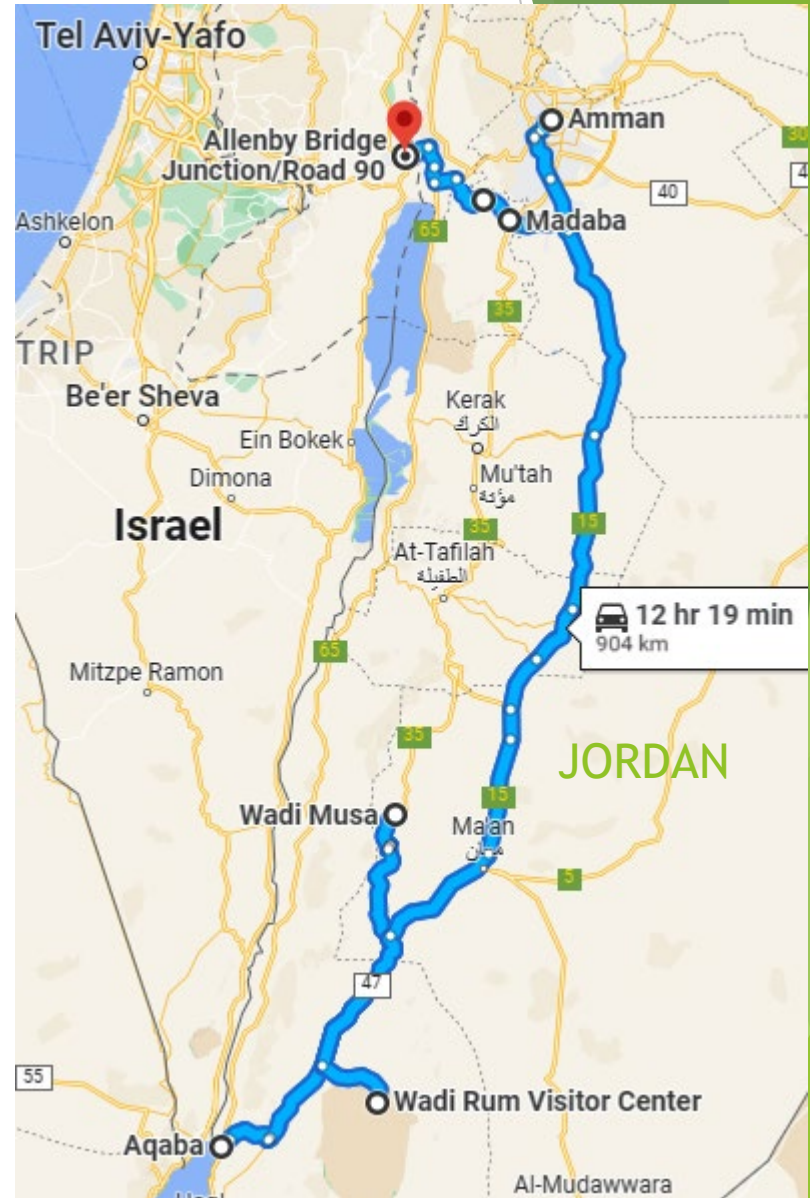 Tel Aviv-Yafo
Amman
Allenby Bridge
Junction/Road 90
40
Ashkelon
Madaba
65
35
TRIP
Be'er Sheva
Kerak
الكرك
Ein Bokek
Dimona
Mu'tah
مؤتة
Israel
35
15
At-Tafilah
الطفيلة
12 hr 19 min
904 km
65
Mitzpe Ramon
35
JORDAN
15
Wadi Musa
Ma'an
معان
5
47
55
Wadi Rum Visitor Center
Aqaba
Al-Mudawwara